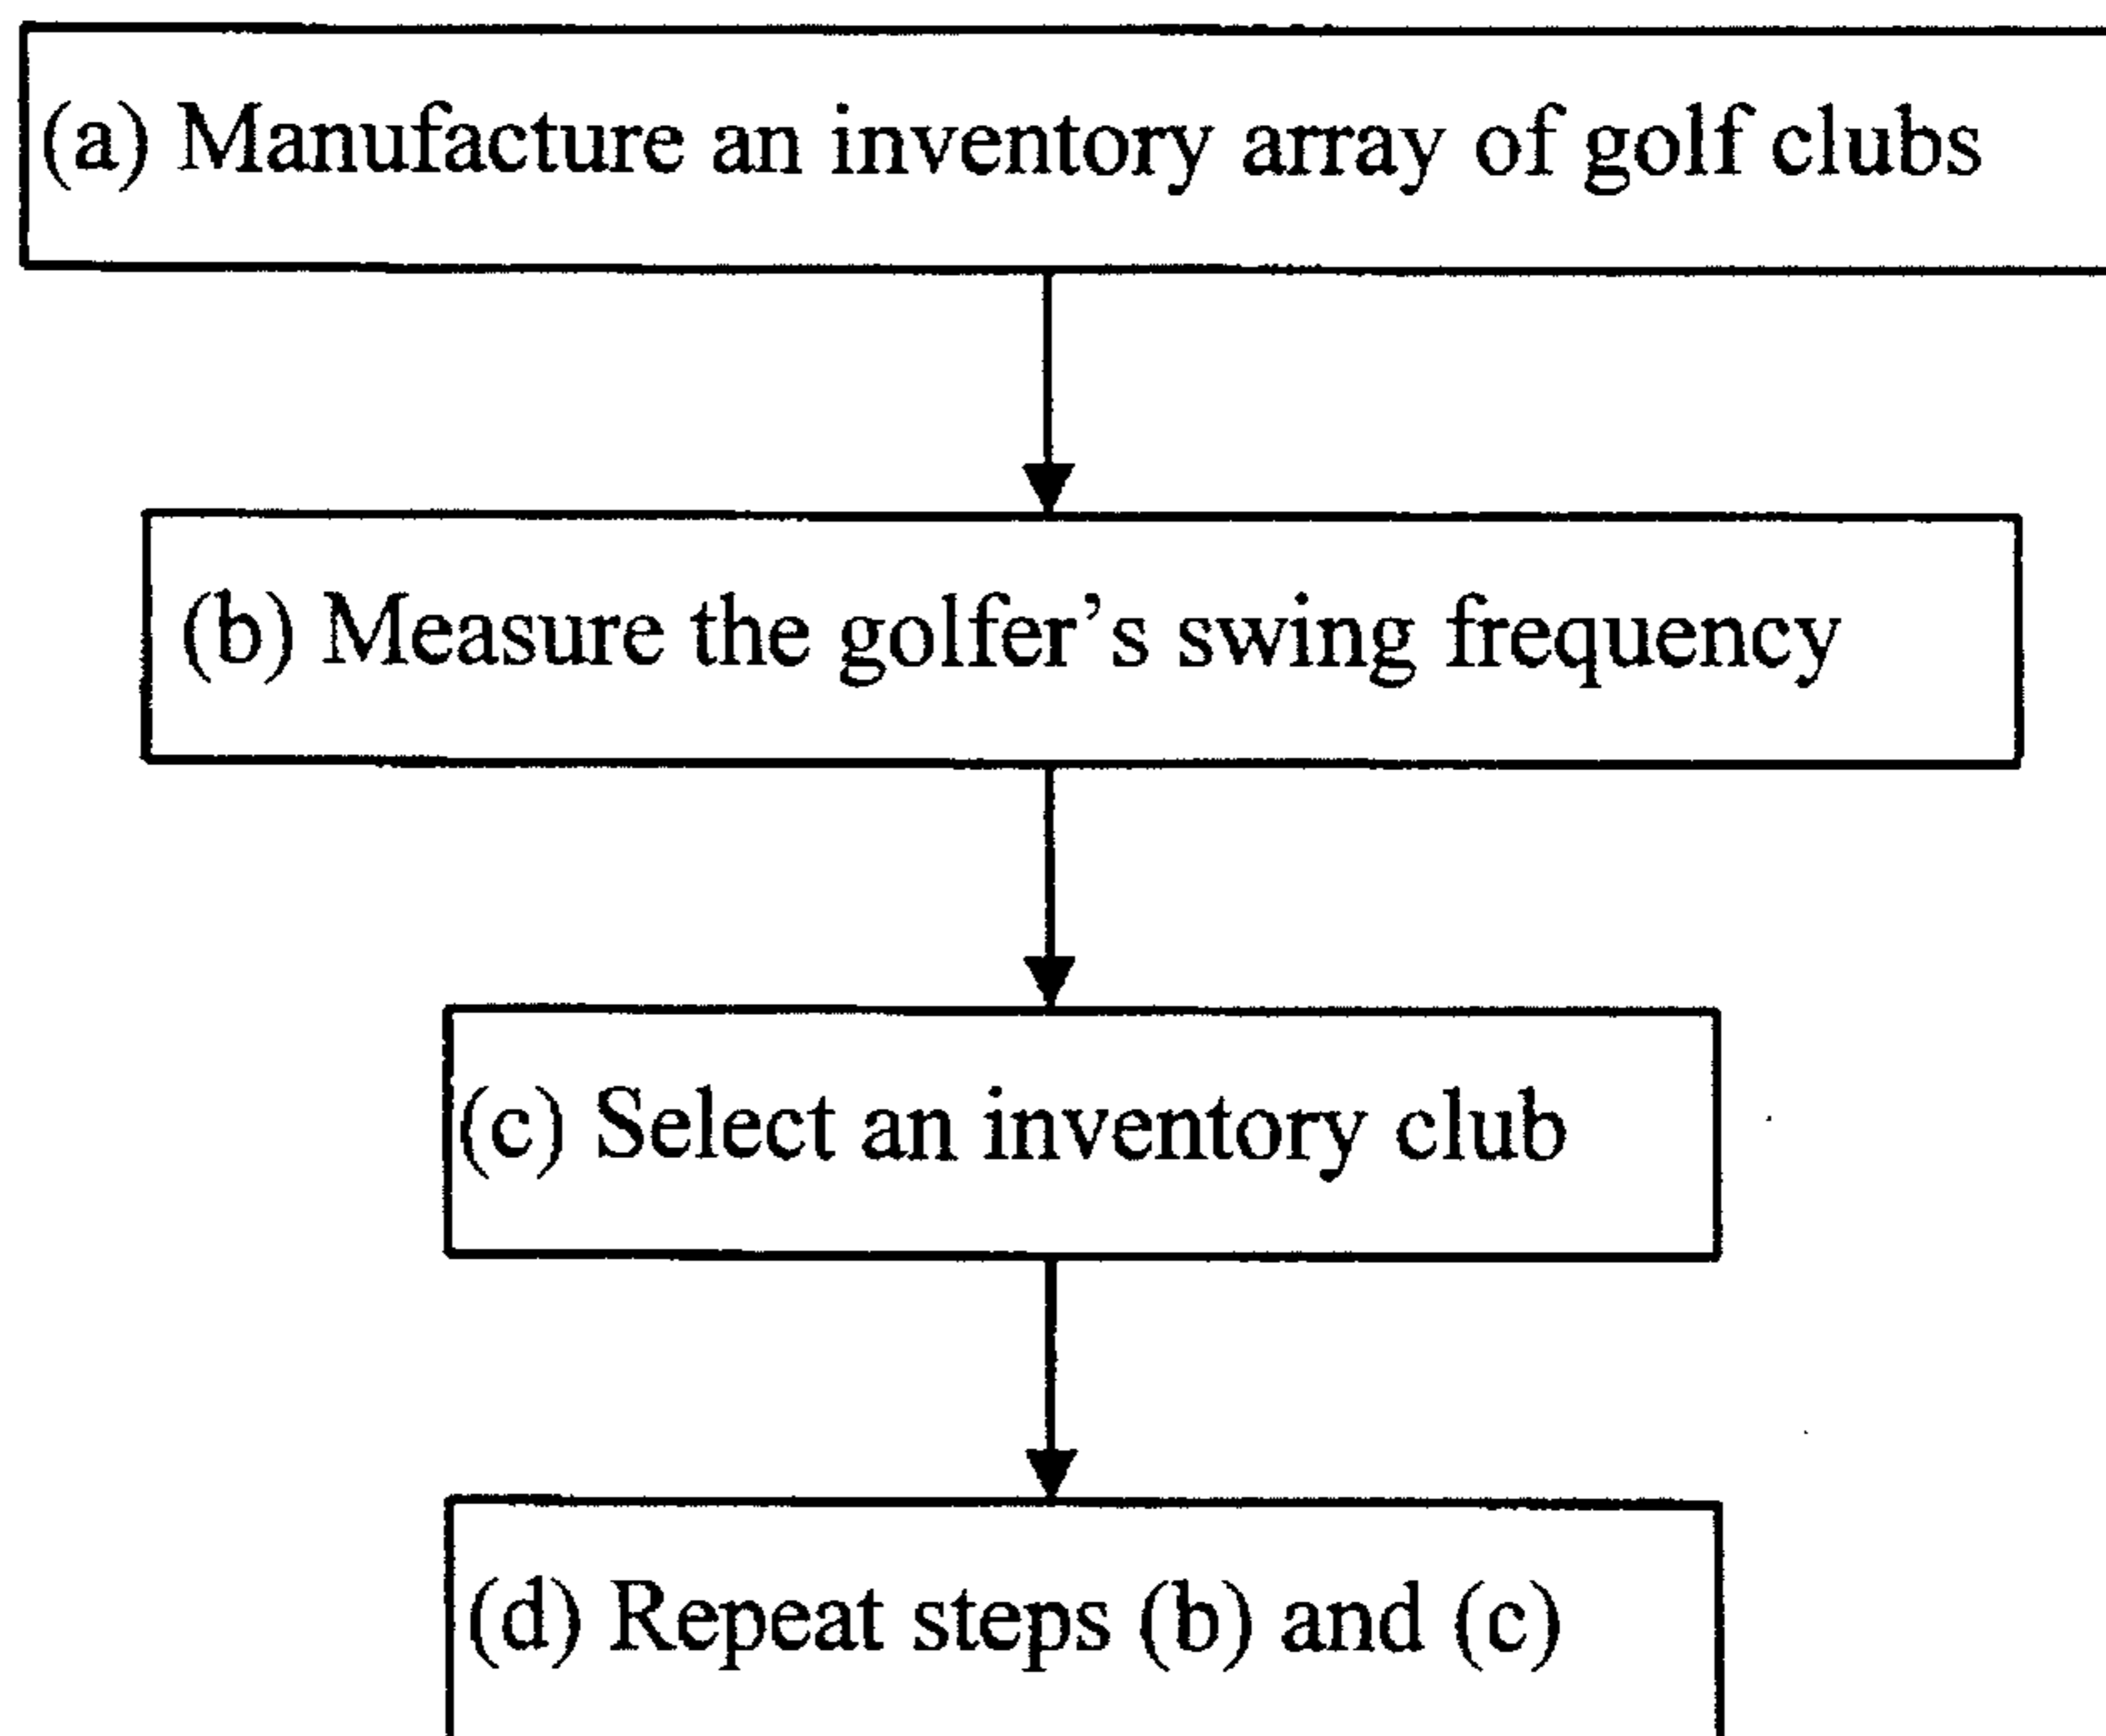 (a) Manufacture an inventory array of golf clubs
(b) Measure the golfer’s swing frequency
(c) Select an inventory club
(d) Repeat steps (b) and (c)